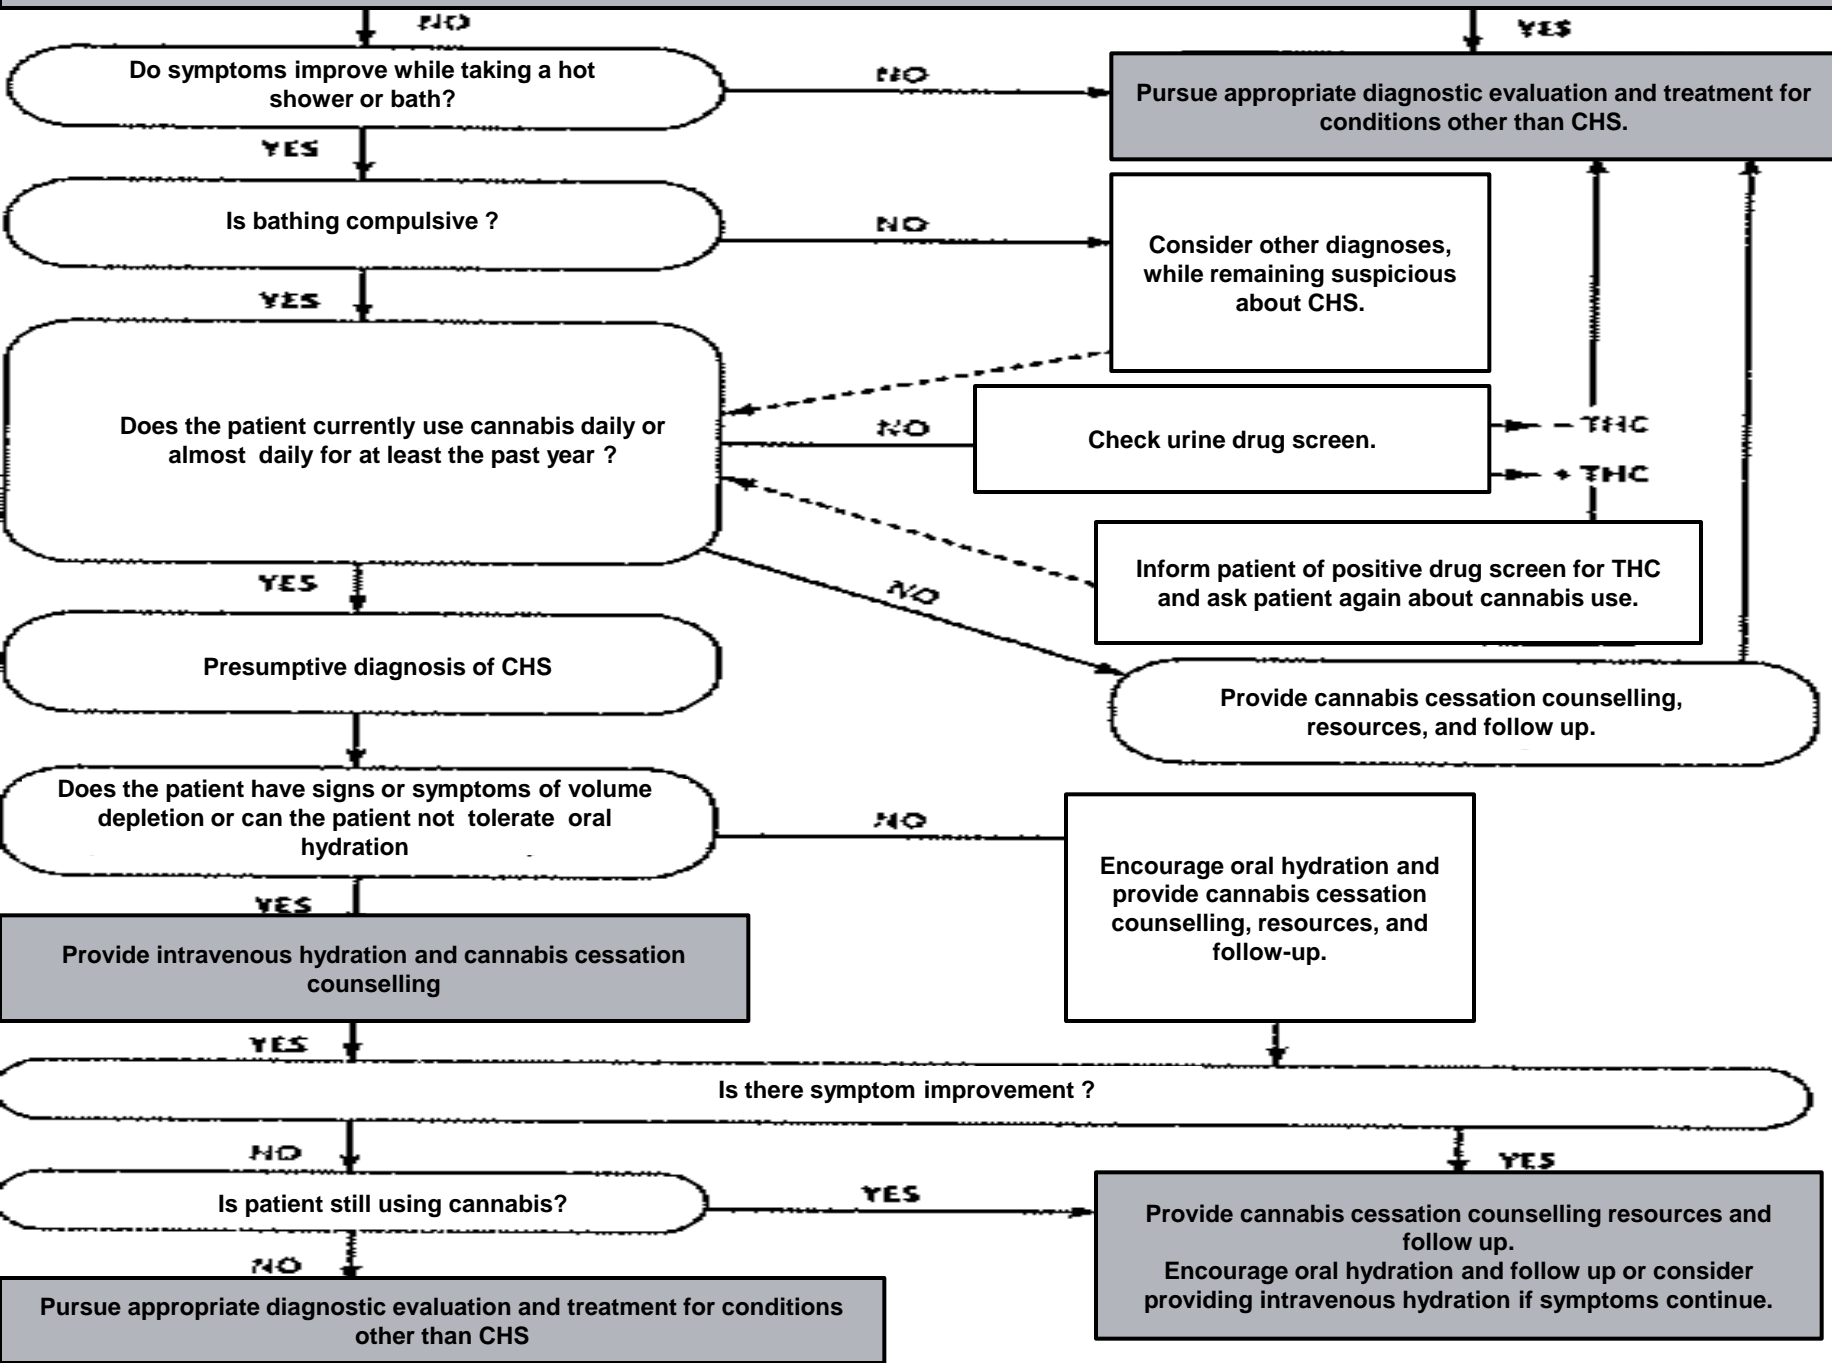 NO
YES
Do symptoms improve while taking a hot
shower or bath?
NO
Pursue appropriate diagnostic evaluation and treatment for
conditions other than CHS.
YES
Is bathing compulsive ?
NO
Consider other diagnoses,
while remaining suspicious
about CHS.
YES
Does the patient currently use cannabis daily or
almost daily for at least the past year ?
NO
Check urine drug screen.
- THC
+ THC
Inform patient of positive drug screen for THC
and ask patient again about cannabis use.
YES
NO
Presumptive diagnosis of CHS
Provide cannabis cessation counselling,
resources, and follow up.
Does the patient have signs or symptoms of volume
depletion or can the patient not tolerate oral
hydration
NO
Encourage oral hydration and
provide cannabis cessation
counselling, resources, and
follow-up.
YES
Provide intravenous hydration and cannabis cessation
counselling
YES
Is there symptom improvement ?
NO
YES
Is patient still using cannabis?
YES
Provide cannabis cessation counselling resources and
follow up.
Encourage oral hydration and follow up or consider
providing intravenous hydration if symptoms continue.
NO
Pursue appropriate diagnostic evaluation and treatment for conditions
other than CHS